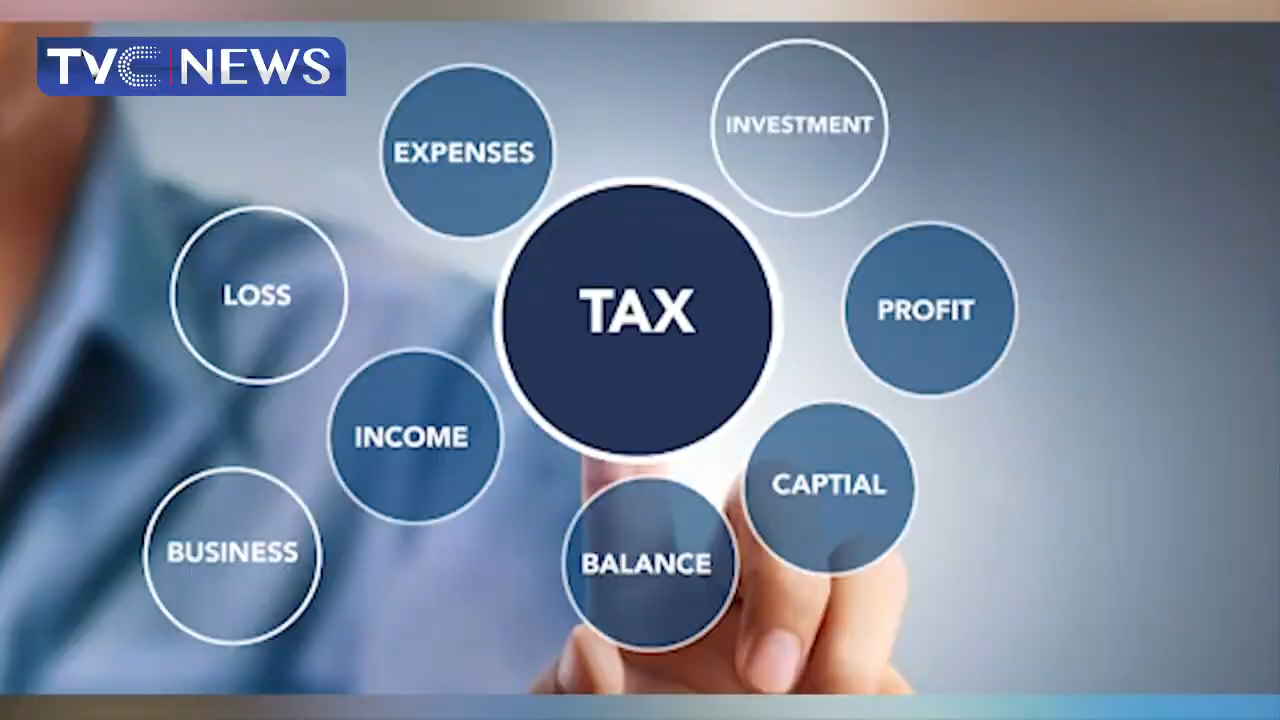 TVC NEWS
EXPENSES
INVESTMENT
LOSS
TAX
PROFIT
INCOME
CAPTIAL
BUSINESS
BALANCE